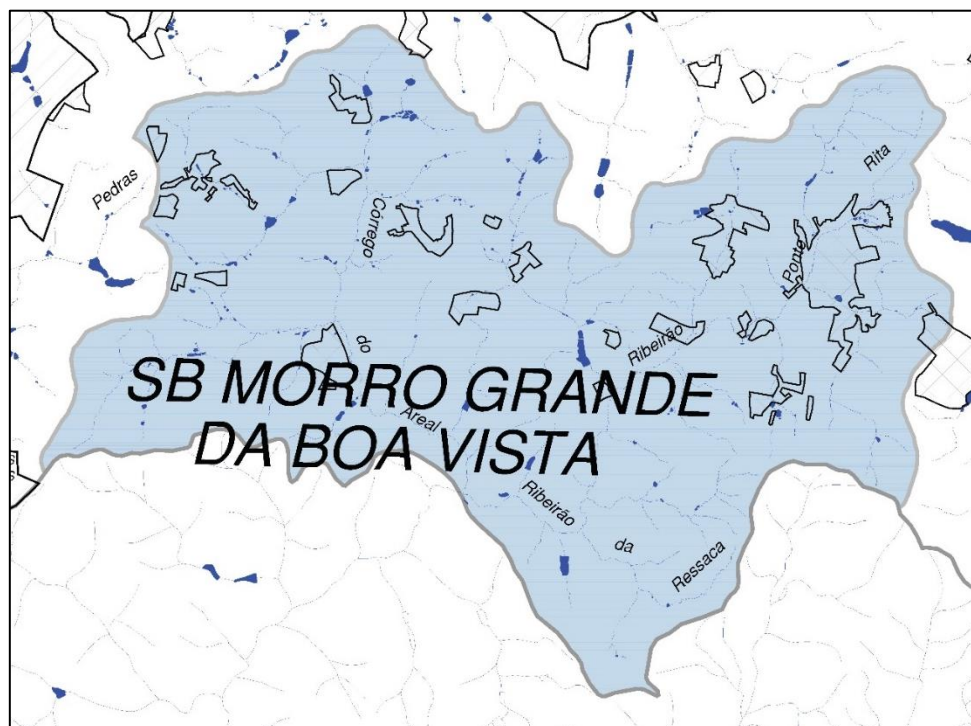 Pedras
Rita
Córrego
Ponte
do
Ribeirão
SB MORRO GRANDE
Areal
DA BOA VISTA
Ribeirão
da
Ressaca